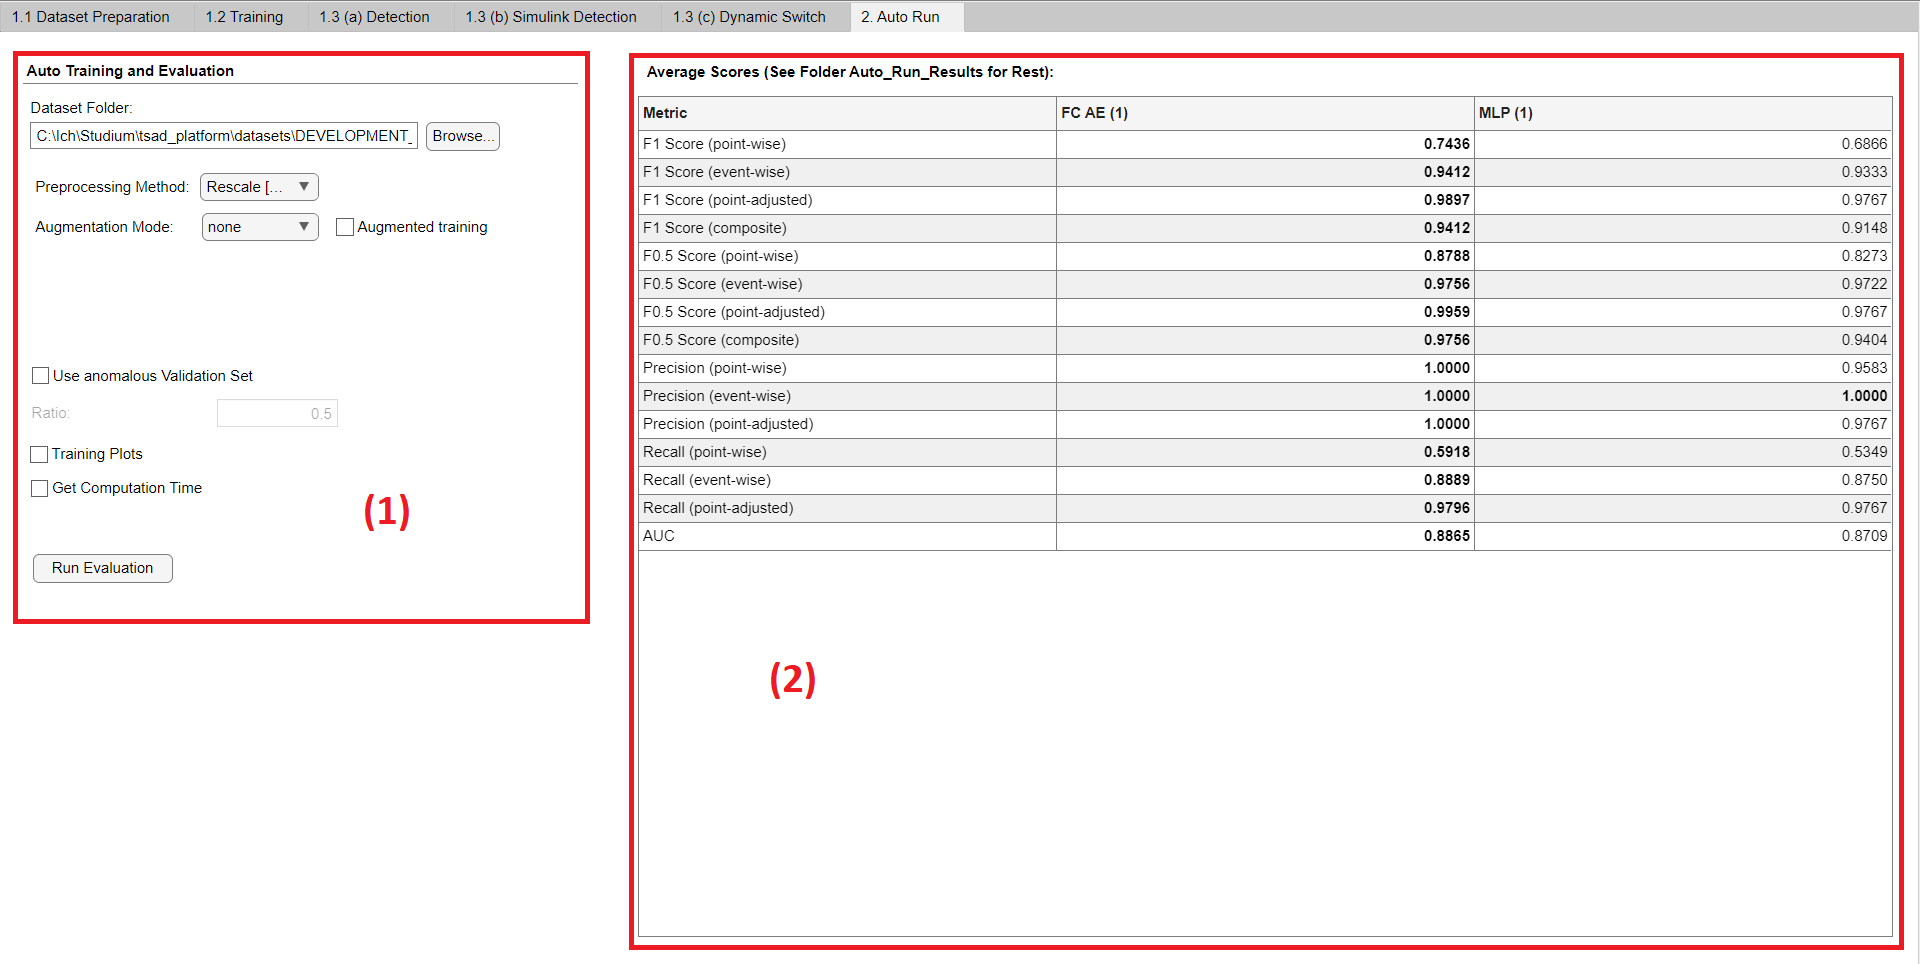 1.1 Dataset Preparation 1.2 Training 1.3 (a) Detection 1.3 (b) Simulink Detection 1.3 (c) Dynamic Switch 2. Auto Run
Auto Training and Evaluation
Dataset Folder:
C:\Ich\Studium\tsad_platform\datasets\DEVELOPMENT_ Browse...
Preprocessing Method: Rescale [...
Augmentation Mode: none Augmented training
Use anomalous Validation Set
Ratio: 0.5
Training Plots
Get Computation Time
(1)
Run Evaluation
Average Scores (See Folder Auto_Run_Results for Rest):
Metric FC AE (1) MLP (1)
F1 Score (point-wise) 0.7436 0.6866
F1 Score (event-wise) 0.9412 0.9333
F1 Score (point-adjusted) 0.9897 0.9767
F1 Score (composite) 0.9412 0.9148
F0.5 Score (point-wise) 0.8788 0.8273
F0.5 Score (event-wise) 0.9756 0.9722
F0.5 Score (point-adjusted) 0.9959 0.9767
F0.5 Score (composite) 0.9756 0.9404
Precision (point-wise) 1.0000 0.9583
Precision (event-wise) 1.0000 1.0000
Precision (point-adjusted) 1.0000 0.9767
Recall (point-wise) 0.5918 0.5349
Recall (event-wise) 0.8889 0.8750
Recall (point-adjusted) 0.9796 0.9767
AUC 0.8865 0.8709
(2)